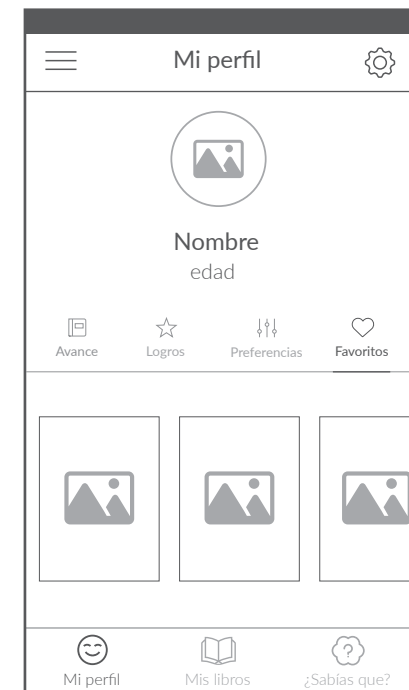 Mi perfil
Nombre
edad
Avance Logros Preferencias Favoritos
Mi perfil Mis libros ¿Sabías que?